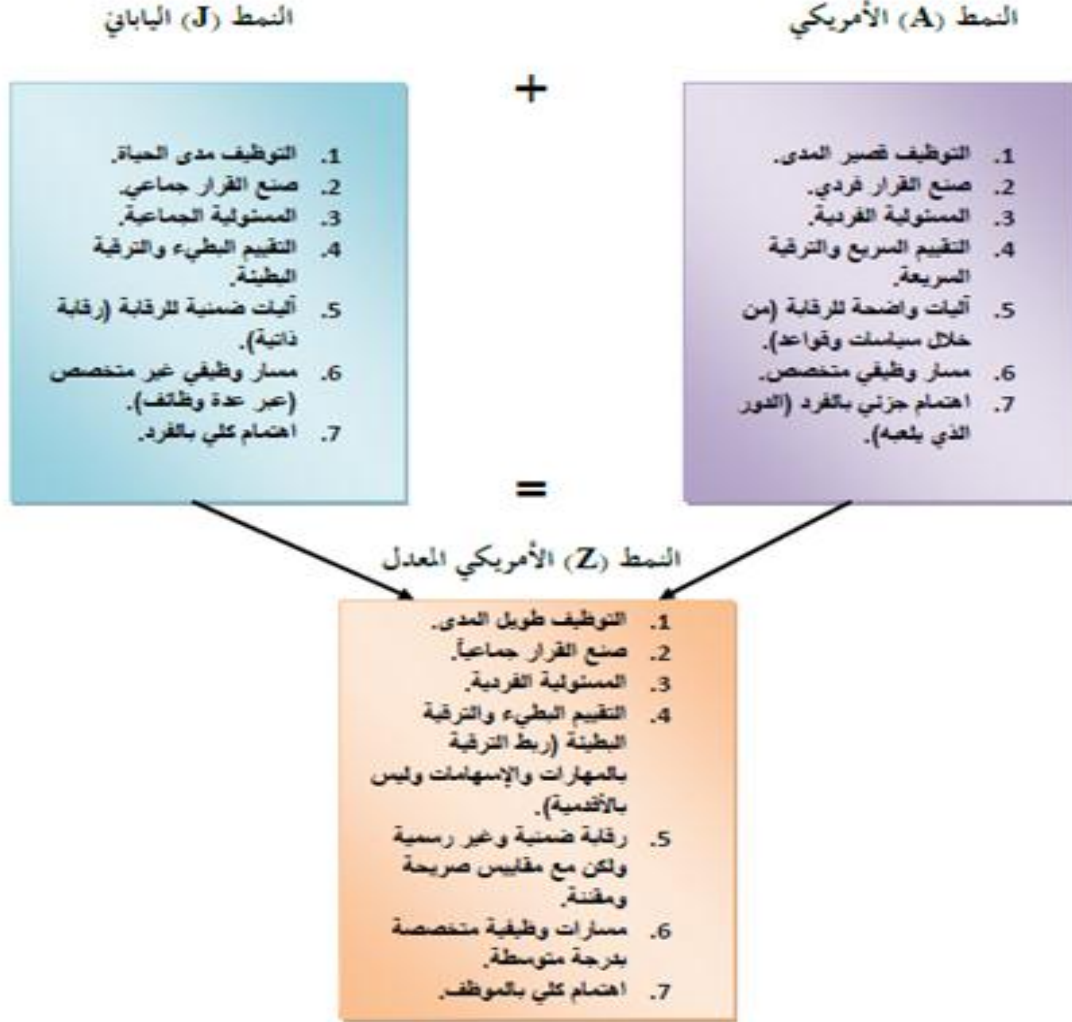 النمط (A) الأمريكي
+
النمط (J) الياباني
1. التوظيف قصير المدى.
2. صنع القرار فردي.
3. المسئولية الفردية.
4. التقييم السريع والترقية
السريعة.
5. آليات واضحة للرقابة (من
خلال سياسات وقواعد).
6. مسار وظيفي متخصص.
7. اهتمام جزئي بالفرد (الدور
الذي يلعبه).
1. التوظيف مدى الحياة.
2. صنع القرار جماعي.
3. المسئولية الجماعية.
4. التقييم البطيء والترقية
البطيئة.
5. آليات ضمنية للرقابة (رقابة
ذاتية).
6. مسار وظيفي غير متخصص
(عبر عدة وظائف).
7. اهتمام كلي بالفرد.
=
النمط (Z) الأمريكي المعدل
1. التوظيف طويل المدى.
2. صنع القرار جماعياً.
3. المسئولية الفردية.
4. التقييم البطيء والترقية
البطيئة (ربط الترقية
بالمهارات والإسهامات وليس
بالأقدمية).
5. رقابة ضمنية وغير رسمية
ولكن مع مقاييس صريحة
ومقننة.
6. مسارات وظيفية متخصصة
بدرجة متوسطة.
7. اهتمام كلي بالموظف.